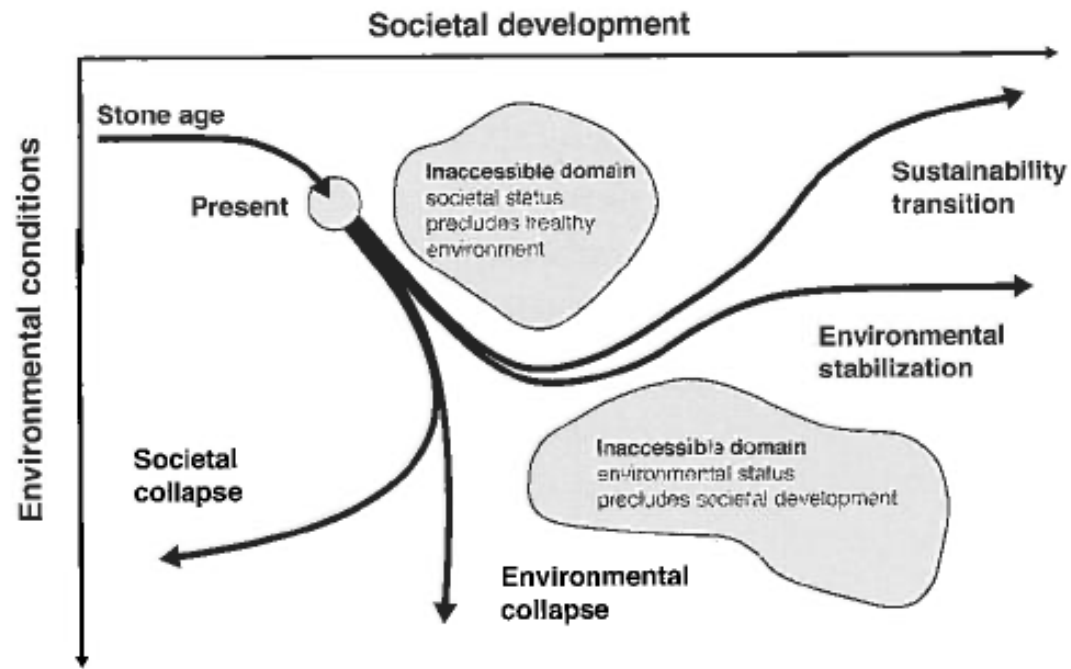 Societal development
Environmental conditions
Stone age
Present
Inaccessible domain
societal status
precludes healthy
environment
Sustainability
transition
Environmental
stabilization
Inaccessible domain
environmental status
precludes societal development
Societal
collapse
Environmental
collapse